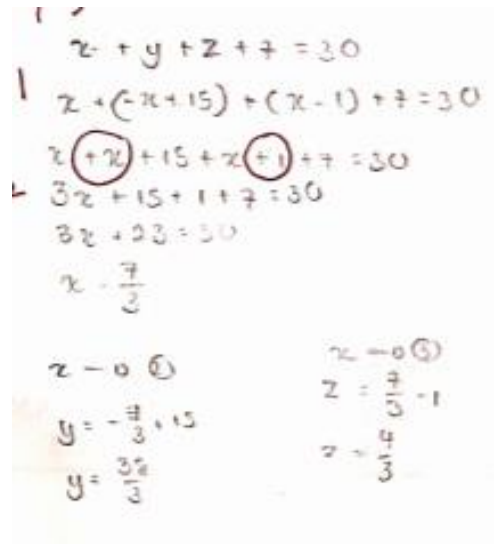 x + y + z + 7 = 30
1
x + (-x + 15) + (x - 1) + 7 = 30
x + x + 15 + x + 1 + 7 = 30
3x + 15 + 1 + 7 = 30
3x + 23 = 30
x = 7/3
x → ②
y = -7/3 + 15
y = 38/3
x → ③
z = 7/3 - 1
z = 4/3